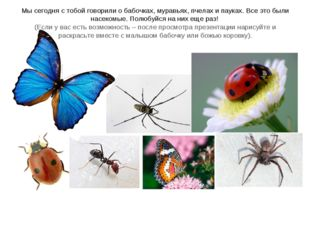 Мы сегодня с тобой говорили о бабочках, муравьях, пчелах и пауках. Все это были
насекомые. Полюбуйся на них еще раз!
(Если у вас есть возможность – после просмотра презентации нарисуйте и
раскрасьте вместе с малышом бабочку или божью коровку).